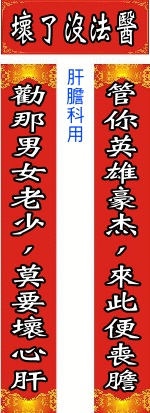 壞了沒法醫
肝膽科用
管你英雄豪杰，來此便喪膽
勸那男女老少，莫要壞心肝